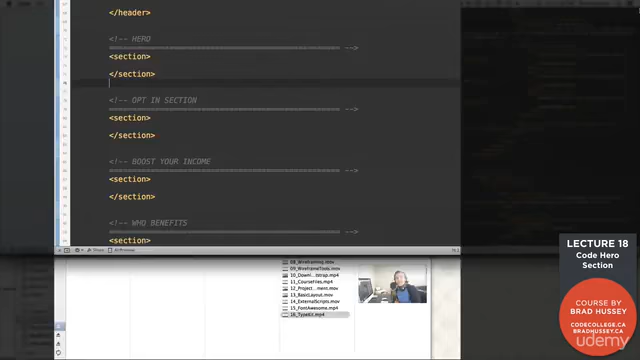 </header>
<!-- HERO
================================================ -->
<section>
</section>
<!-- OPT IN SECTION
================================================ -->
<section>
</section>
<!-- BOOST YOUR INCOME
================================================ -->
<section>
</section>
<!-- WHO BENEFITS
================================================ -->
<section>
08_Wireframing.mov
09_WireframeTools.mov
10_Downl...tstrap.mp4
11_CourseFiles.mp4
12_Project...ment.mp4
13_BasicLayout.mov
14_ExternalScripts.mov
15_FontAwesome.mp4
16_TypeKit.mp4
LECTURE 18
Code Hero
Section
COURSE BY
BRAD HUSSEY
CODECOLLEGE.CA
BRADHUSSEY.CA
udemy